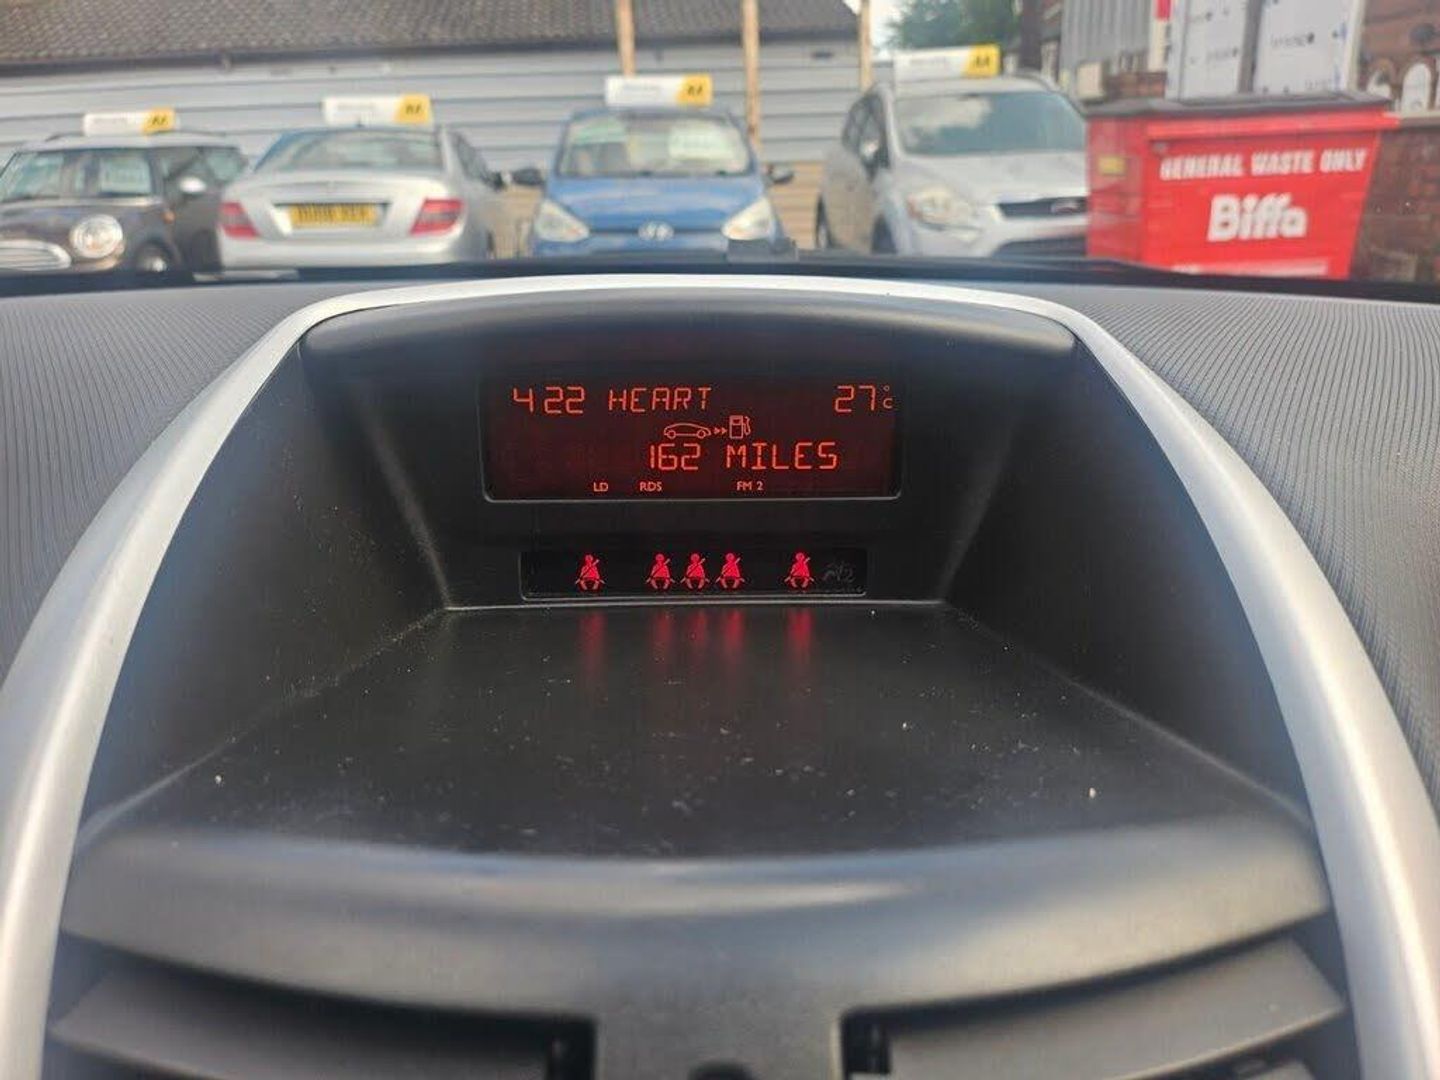 GENERAL WASTE ONLY
Biffa
4 22 HEART 27°C
162 MILES
LD RDS FM 2